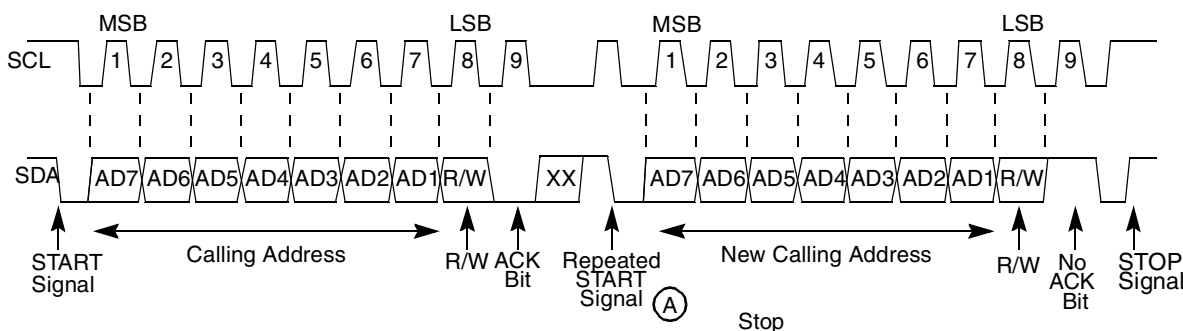 MSB LSB MSB LSB
SCL 1 2 3 4 5 6 7 8 9 1 2 3 4 5 6 7 8 9
SDA AD7 AD6 AD5 AD4 AD3 AD2 AD1 R/W XX AD7 AD6 AD5 AD4 AD3 AD2 AD1 R/W
START
Signal
Calling Address
R/W
ACK
Bit
Repeated
START
Signal
A
New Calling Address
R/W
No
ACK
Bit
STOP
Signal
Stop